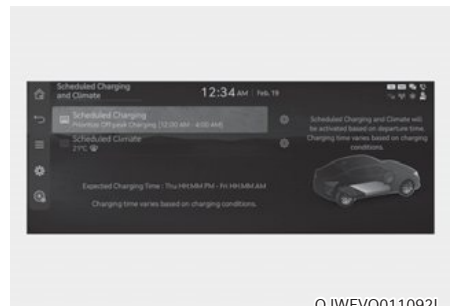 Scheduled Charging
and Climate
12:34 AM
Feb. 19
Scheduled Charging
Prioritize Off-peak Charging [12:00 AM - 4:00 AM]
Scheduled Climate
21°C
Scheduled Charging and Climate will
be activated based on departure time.
Charging time varies based on charging
conditions.
Expected Charging Time : Thu HH:MM PM - Fri HH:MM AM
Charging time varies based on charging conditions.